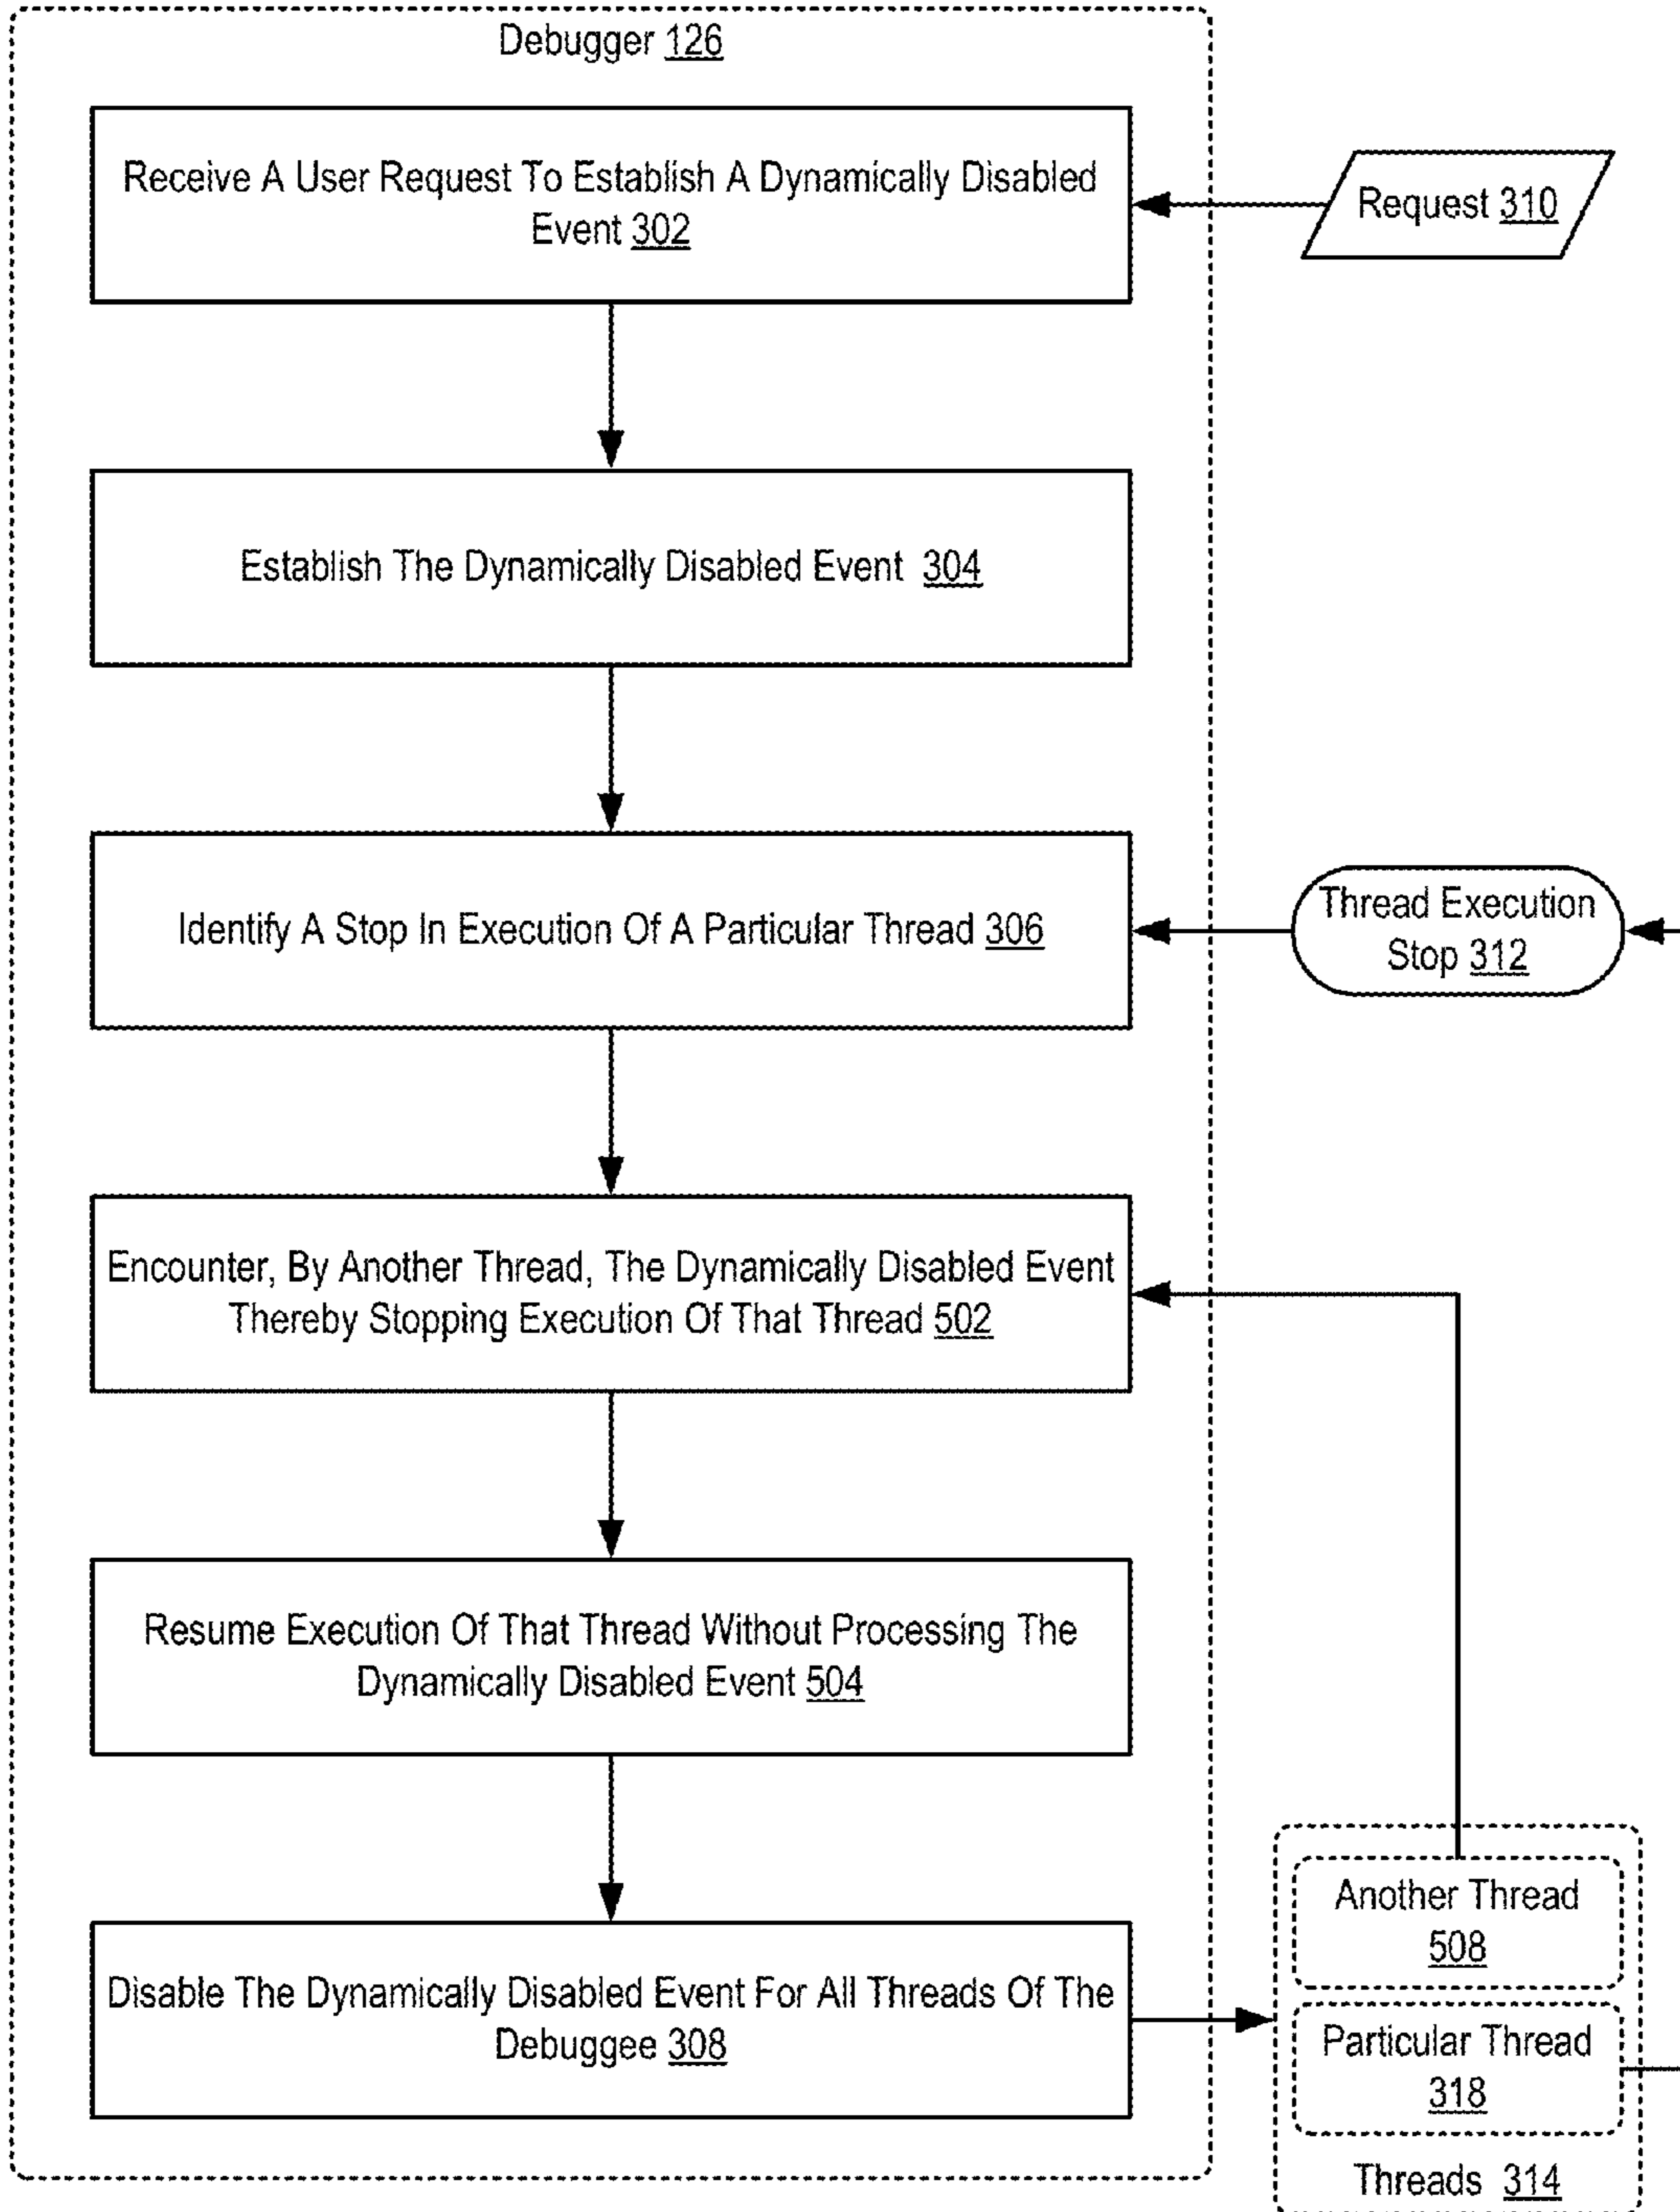 Debugger 126
Receive A User Request To Establish A Dynamically Disabled
Event 302
Request 310
Establish The Dynamically Disabled Event 304
Identify A Stop In Execution Of A Particular Thread 306
Thread Execution
Stop 312
Encounter, By Another Thread, The Dynamically Disabled Event
Thereby Stopping Execution Of That Thread 502
Resume Execution Of That Thread Without Processing The
Dynamically Disabled Event 504
Another Thread
508
Disable The Dynamically Disabled Event For All Threads Of The
Debuggee 308
Particular Thread
318
Threads 314